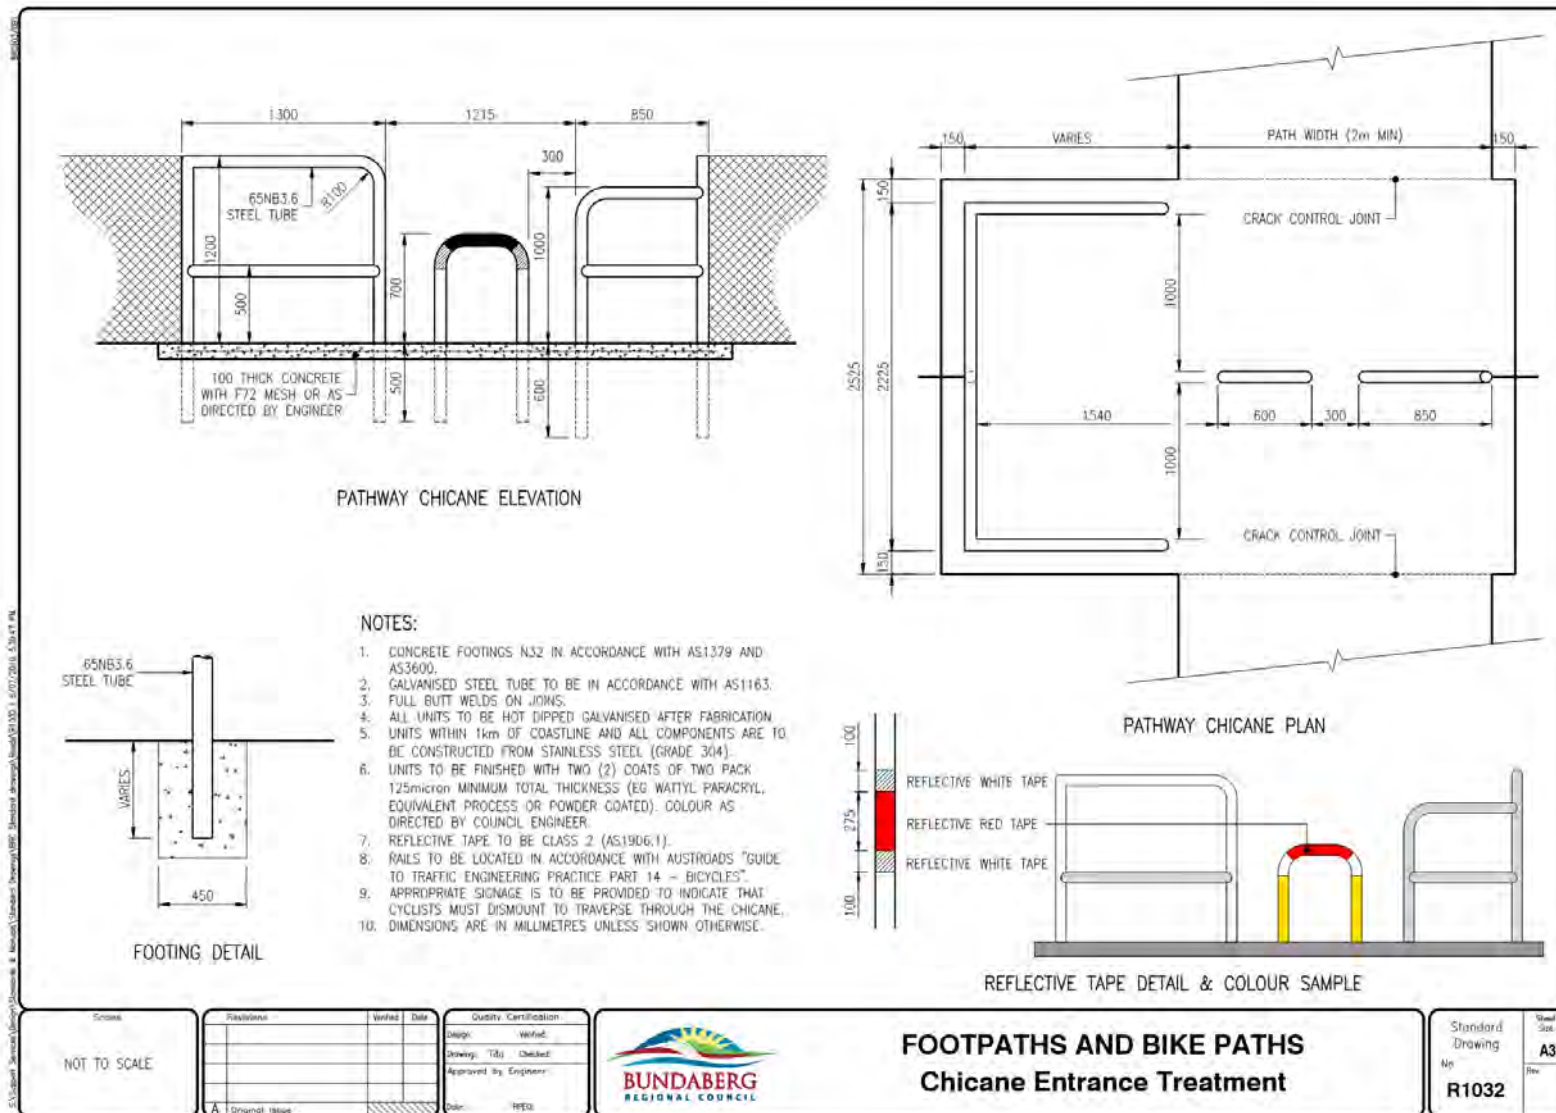 1300
1215
850
300
65NB3.6
STEEL TUBE
R100
1200
500
700
1000
500
600
100 THICK CONCRETE
WITH F72 MESH OR AS
DIRECTED BY ENGINEER
PATHWAY CHICANE ELEVATION
150
VARIES
PATH WIDTH (2m MIN)
150
150
CRACK CONTROL JOINT
1000
2525
2225
1540
600
300
850
1000
CRACK CONTROL JOINT
150
PATHWAY CHICANE PLAN
65NB3.6
STEEL TUBE
VARIES
450
FOOTING DETAIL
NOTES:
1. CONCRETE FOOTINGS N32 IN ACCORDANCE WITH AS1379 AND
AS3600.
2. GALVANISED STEEL TUBE TO BE IN ACCORDANCE WITH AS1163.
3. FULL BUTT WELDS ON JOINS.
4. ALL UNITS TO BE HOT DIPPED GALVANISED AFTER FABRICATION
5. UNITS WITHIN 1km OF COASTLINE AND ALL COMPONENTS ARE TO
BE CONSTRUCTED FROM STAINLESS STEEL (GRADE 304).
6. UNITS TO BE FINISHED WITH TWO (2) COATS OF TWO PACK
125micron MINIMUM TOTAL THICKNESS (EG WATTYL PARACRYL,
EQUIVALENT PROCESS OR POWDER COATED). COLOUR AS
DIRECTED BY COUNCIL ENGINEER.
7. REFLECTIVE TAPE TO BE CLASS 2 (AS1906.1).
8. RAILS TO BE LOCATED IN ACCORDANCE WITH AUSTROADS "GUIDE
TO TRAFFIC ENGINEERING PRACTICE PART 14 - BICYCLES".
9. APPROPRIATE SIGNAGE IS TO BE PROVIDED TO INDICATE THAT
CYCLISTS MUST DISMOUNT TO TRAVERSE THROUGH THE CHICANE.
10. DIMENSIONS ARE IN MILLIMETRES UNLESS SHOWN OTHERWISE.
100
REFLECTIVE WHITE TAPE
275
REFLECTIVE RED TAPE
REFLECTIVE WHITE TAPE
100
REFLECTIVE TAPE DETAIL & COLOUR SAMPLE
Scales
NOT TO SCALE
Revisions Verified Date
A Original Issue
Quality Certification
Design: Verified:
Drawing: Checked:
Approved by Engineer:
Date: RPEQ:
BUNDABERG
REGIONAL COUNCIL
FOOTPATHS AND BIKE PATHS
Chicane Entrance Treatment
Standard
Drawing
No
R1032
Sheet
Size
A3
Rev